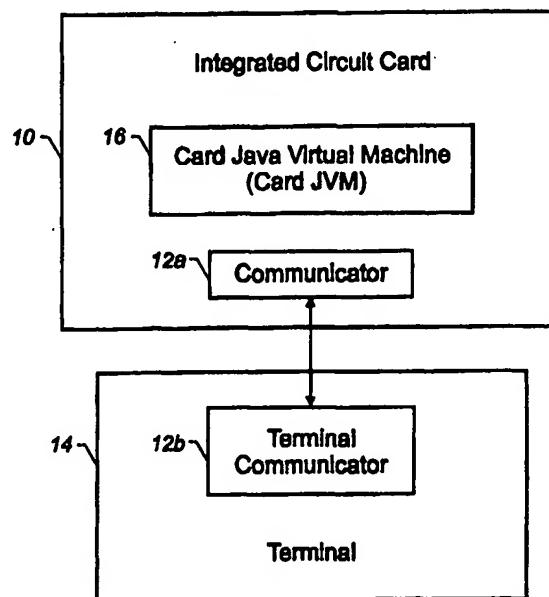 Integrated Circuit Card
10
16
Card Java Virtual Machine
(Card JVM)
12a
Communicator
14
12b
Terminal
Communicator
Terminal